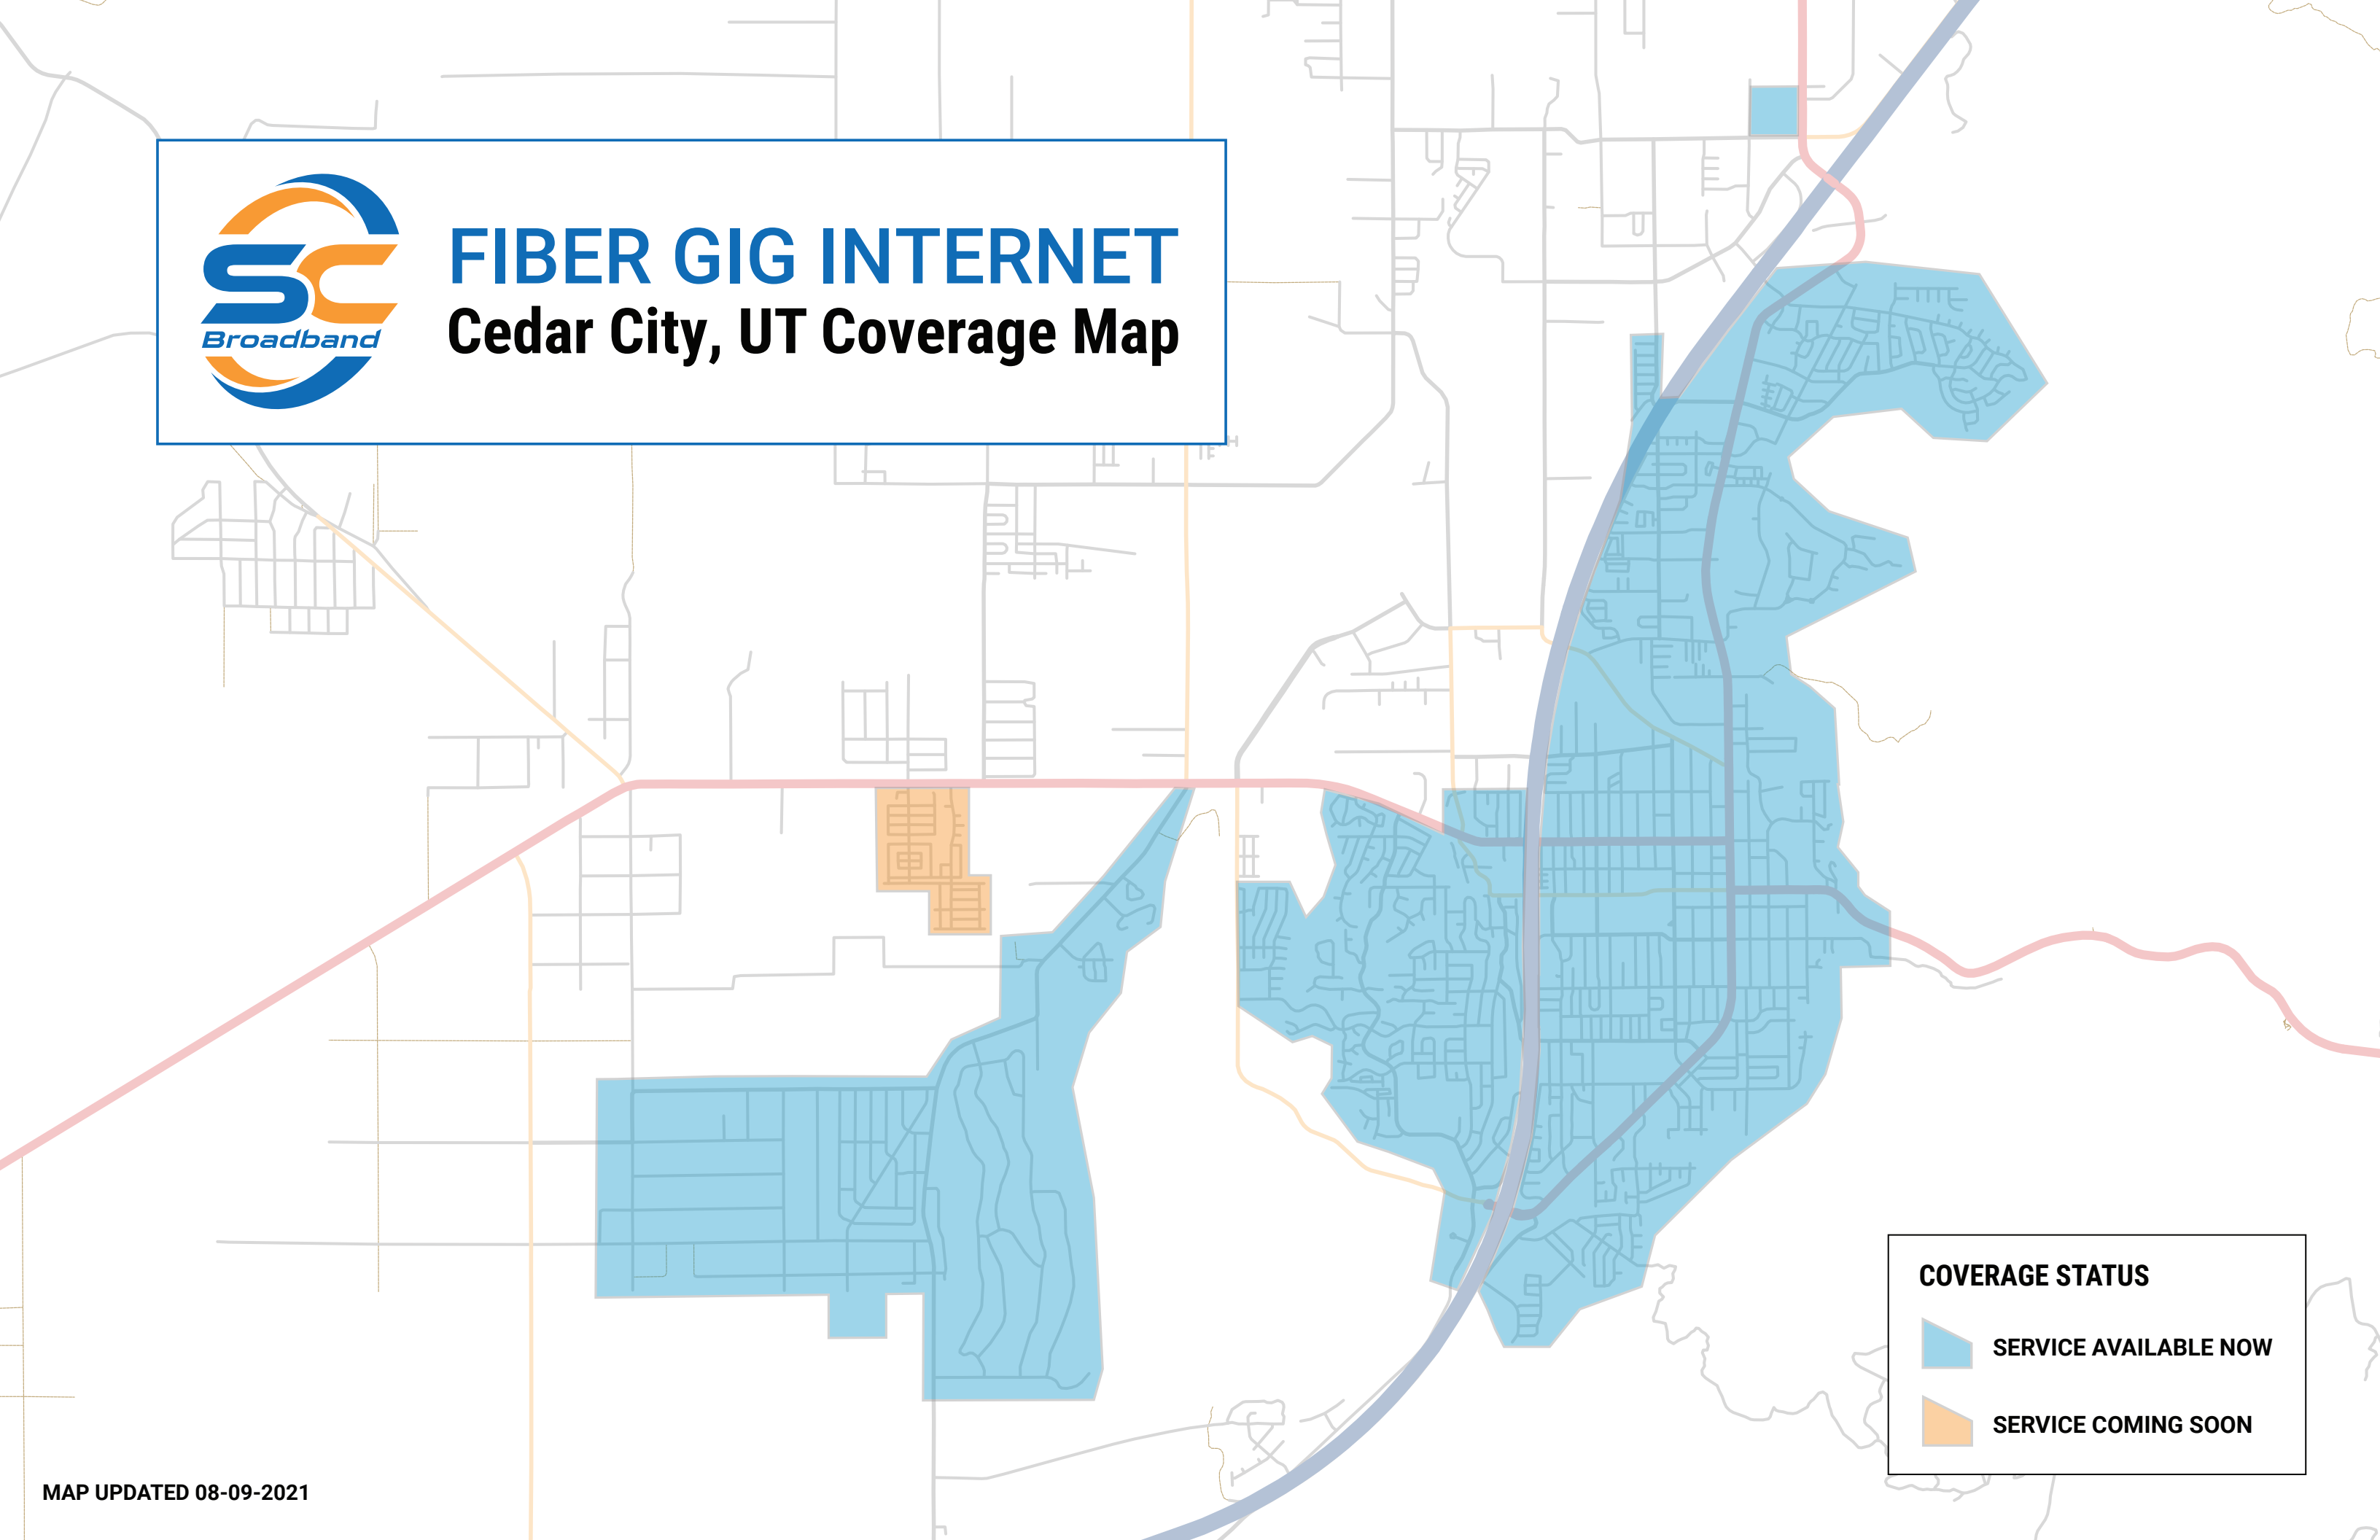 SC
Broadband
FIBER GIG INTERNET
Cedar City, UT Coverage Map
COVERAGE STATUS
SERVICE AVAILABLE NOW
SERVICE COMING SOON
MAP UPDATED 08-09-2021